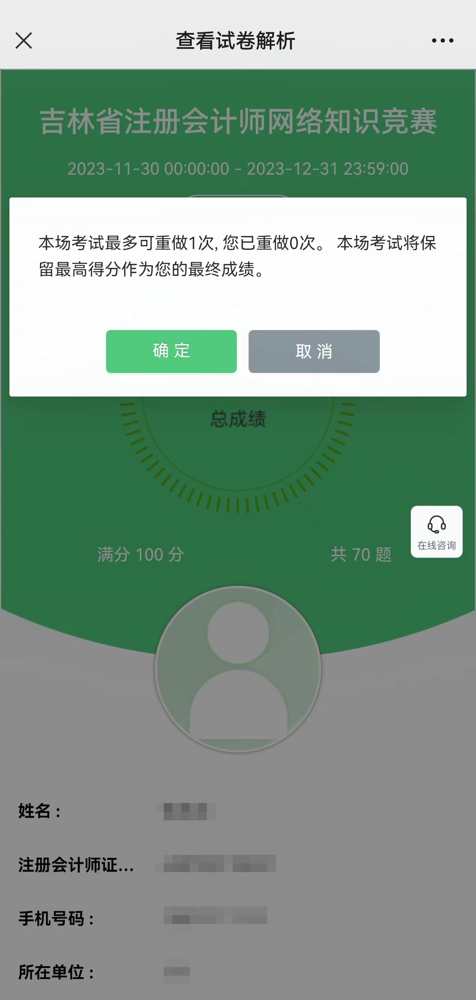 查看试卷解析
吉林省注册会计师网络知识竞赛
2023-11-30 00:00:00 - 2023-12-31 23:59:00
本场考试最多可重做1次, 您已重做0次。 本场考试将保
留最高得分作为您的最终成绩。
确 定
取 消
总成绩
在线咨询
满分 100 分
共 70 题
姓名 :
注册会计师证...
手机号码 :
所在单位 :